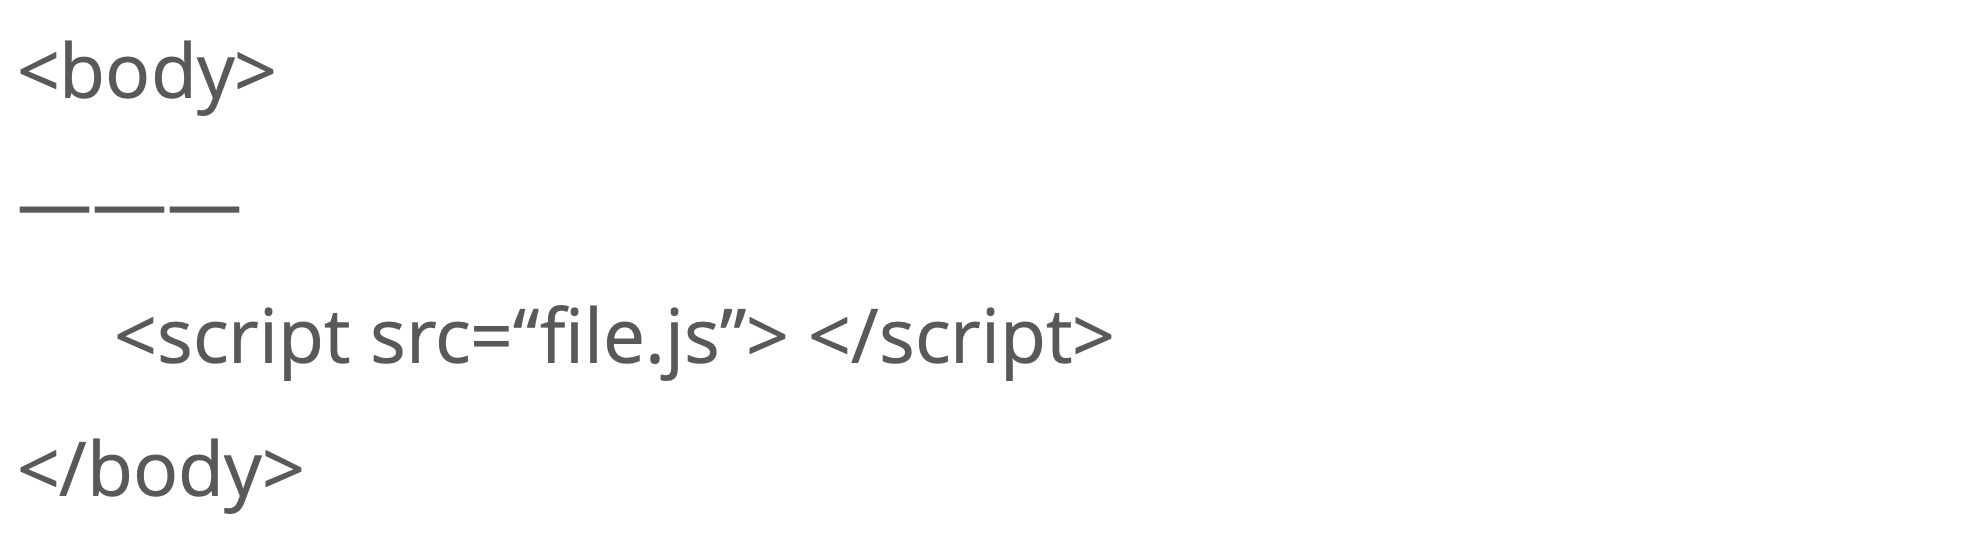 <body>
———
<script src=“file.js”> </script>
</body>